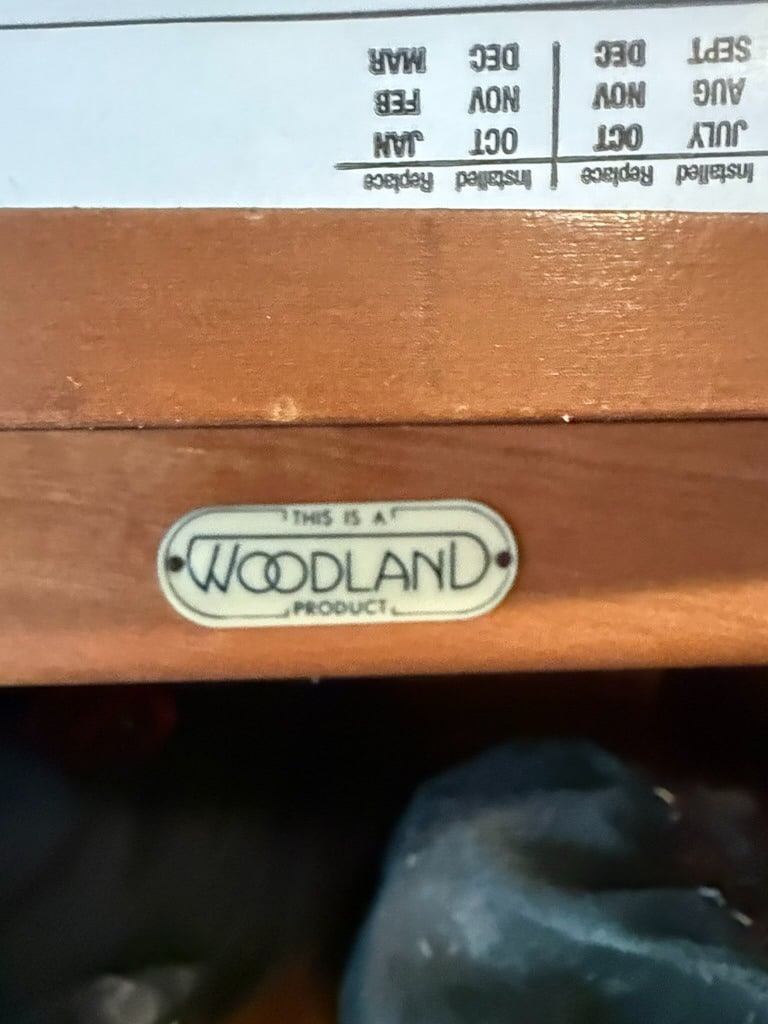 Installed Replace Installed Replace
JULY OCT OCT JAN
AUG NOV NOV FEB
SEPT DEC DEC MAR
THIS IS A
WOODLAND
PRODUCT